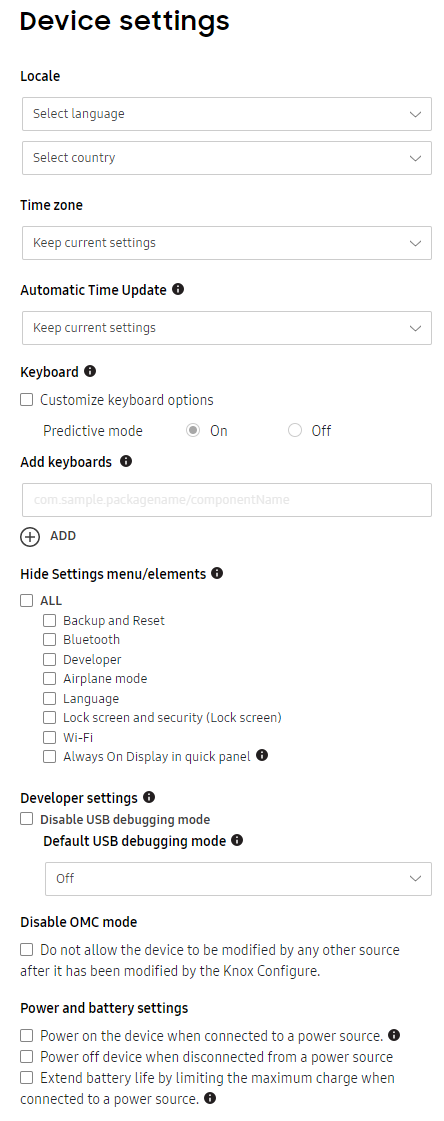 Device settings
Locale
Select language
Select country
Time zone
Keep current settings
Automatic Time Update
Keep current settings
Keyboard
Customize keyboard options
Predictive mode On Off
Add keyboards
com.sample.packagename/componentName
ADD
Hide Settings menu/elements
ALL
Backup and Reset
Bluetooth
Developer
Airplane mode
Language
Lock screen and security (Lock screen)
Wi-Fi
Always On Display in quick panel
Developer settings
Disable USB debugging mode
Default USB debugging mode
Off
Disable OMC mode
Do not allow the device to be modified by any other source
after it has been modified by the Knox Configure.
Power and battery settings
Power on the device when connected to a power source.
Power off device when disconnected from a power source
Extend battery life by limiting the maximum charge when
connected to a power source.